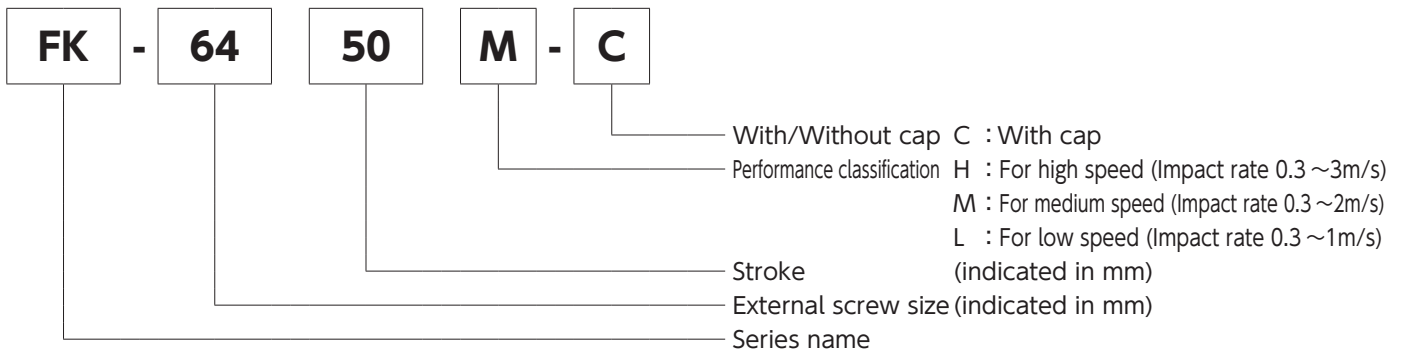 FK - 64 50 M - C
With/Without cap C : With cap
Performance classification H : For high speed (Impact rate 0.3～3m/s)
M : For medium speed (Impact rate 0.3～2m/s)
L : For low speed (Impact rate 0.3～1m/s)
Stroke (indicated in mm)
External screw size (indicated in mm)
Series name